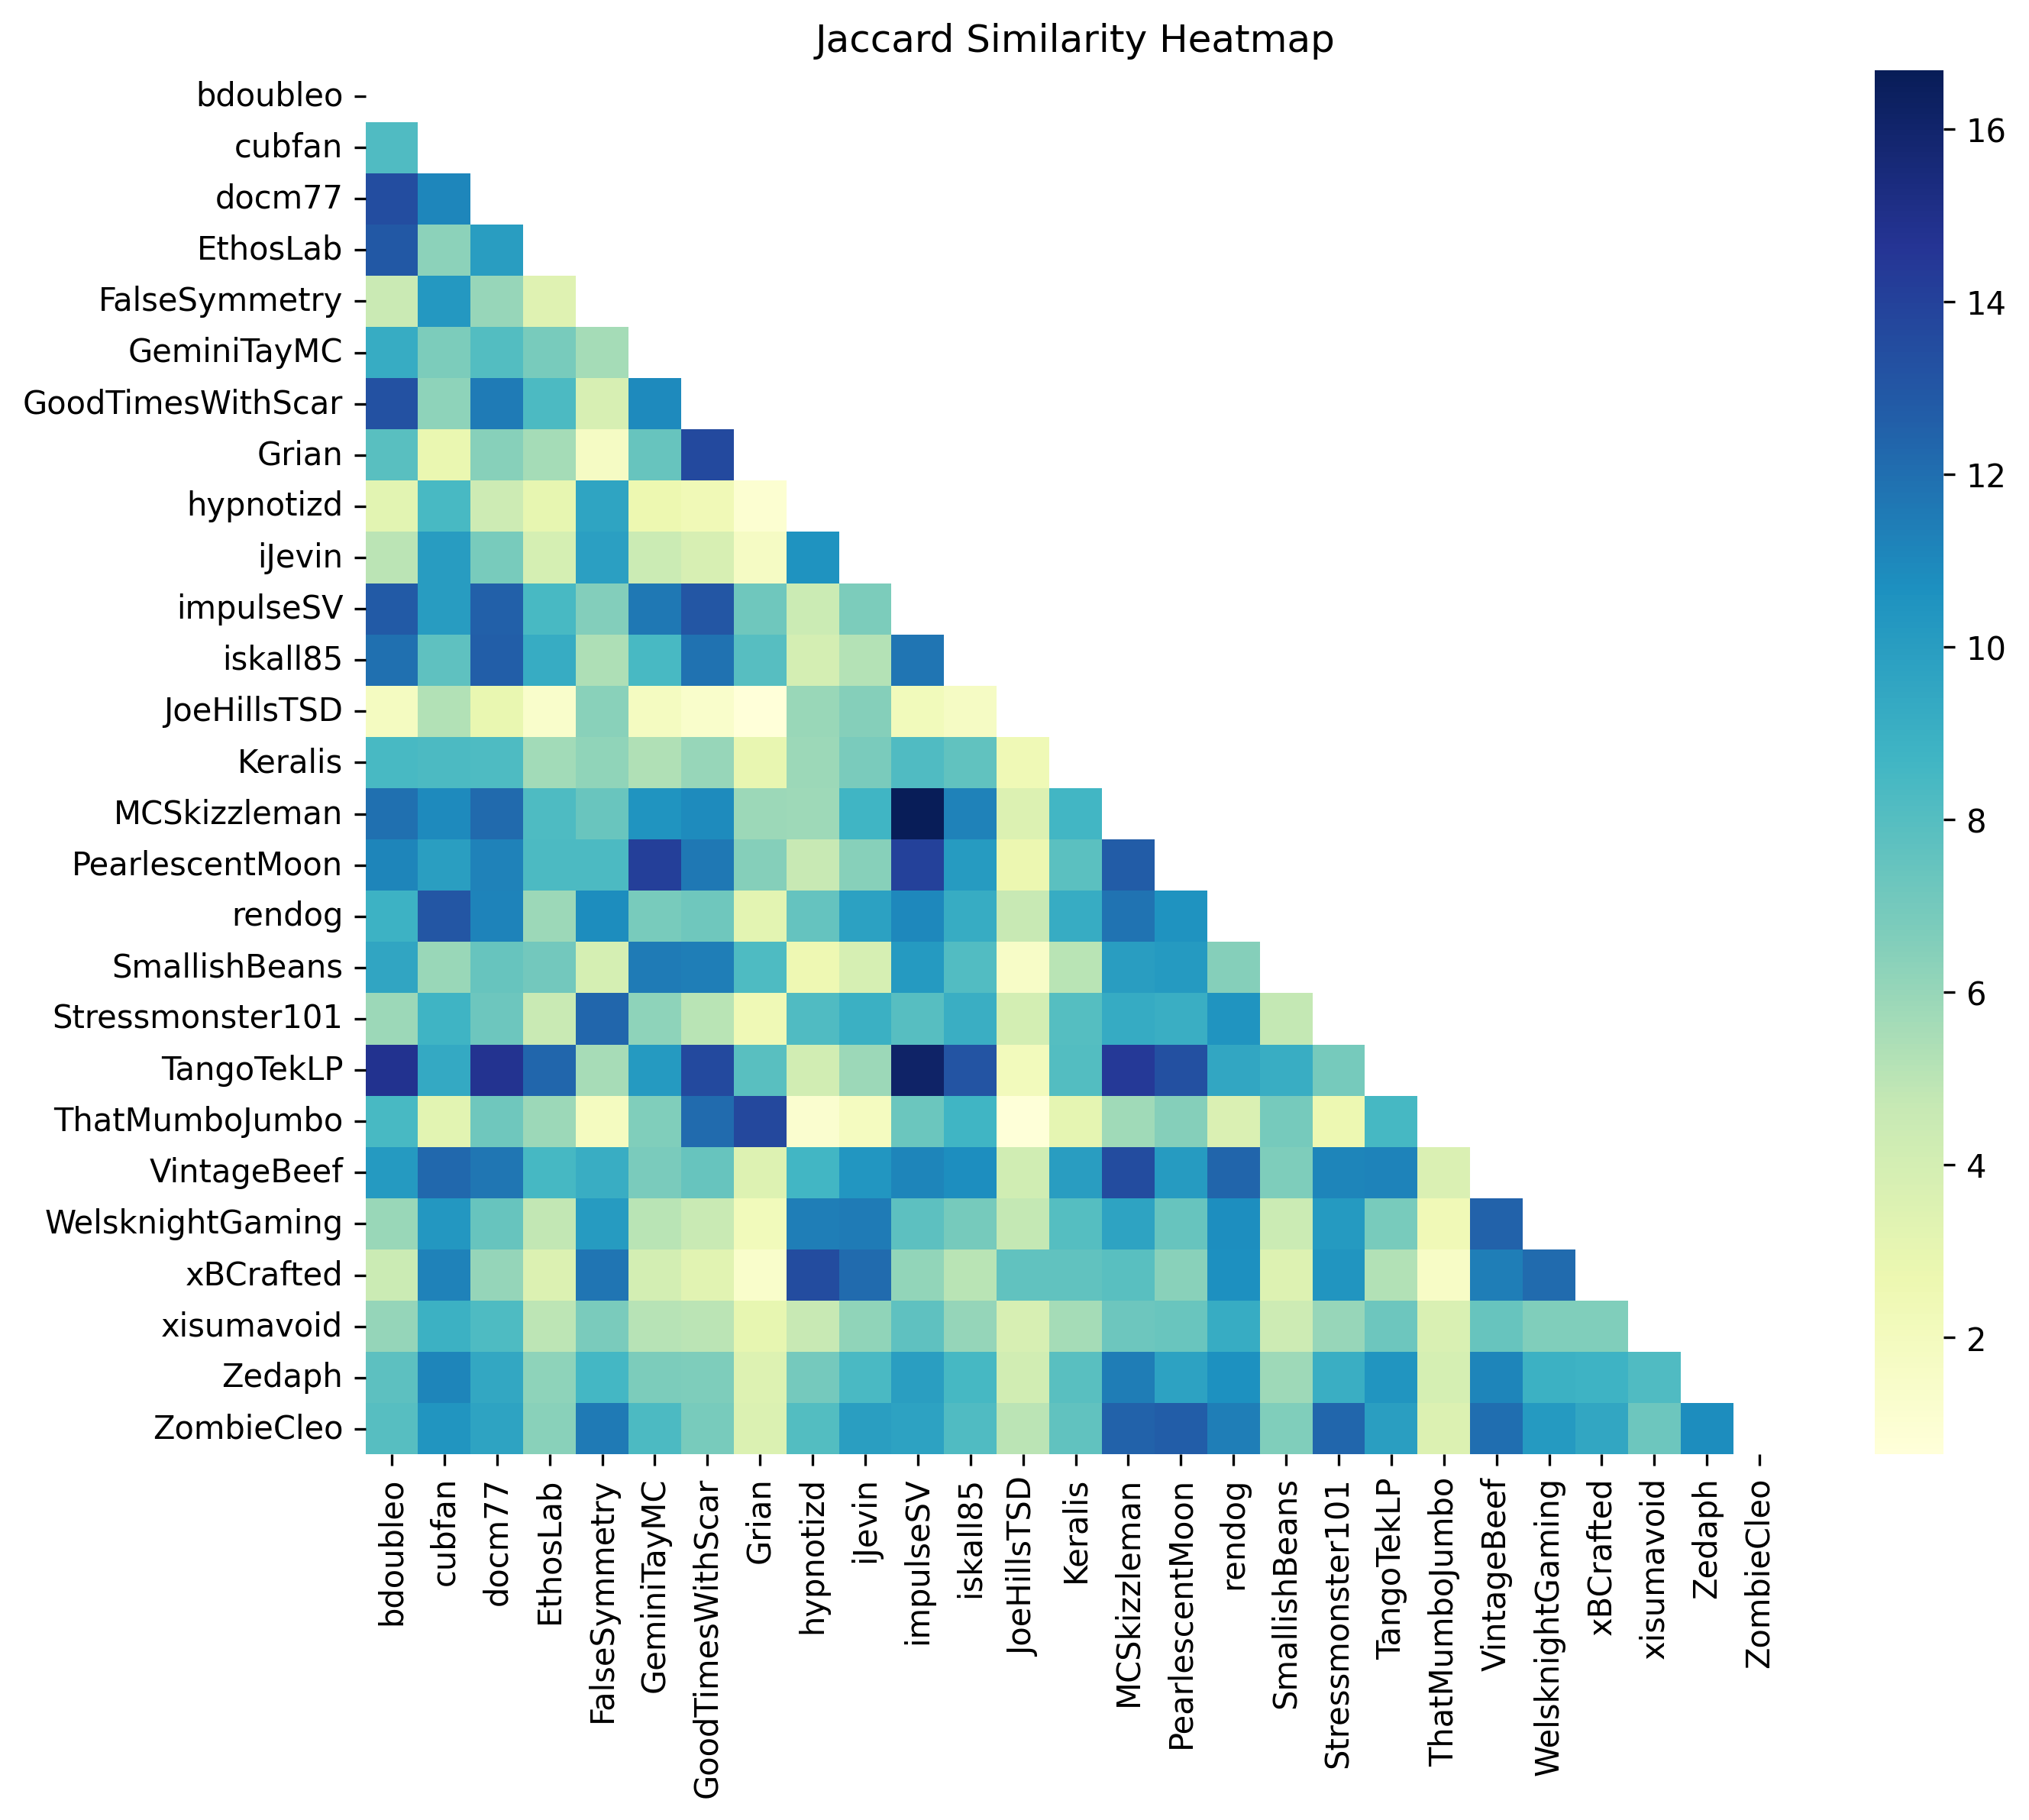 Jaccard Similarity Heatmap
bdoubleo
cubfan
docm77
EthosLab
FalseSymmetry
GeminiTayMC
GoodTimesWithScar
Grian
hypnotizd
iJevin
impulseSV
iskall85
JoeHillsTSD
Keralis
MCSkizzleman
PearlescentMoon
rendog
SmallishBeans
Stressmonster101
TangoTekLP
ThatMumboJumbo
VintageBeef
WelsknightGaming
xBCrafted
xisumavoid
Zedaph
ZombieCleo
bdoubleo
cubfan
docm77
EthosLab
FalseSymmetry
GeminiTayMC
GoodTimesWithScar
Grian
hypnotizd
iJevin
impulseSV
iskall85
JoeHillsTSD
Keralis
MCSkizzleman
PearlescentMoon
rendog
SmallishBeans
Stressmonster101
TangoTekLP
ThatMumboJumbo
VintageBeef
WelsknightGaming
xBCrafted
xisumavoid
Zedaph
ZombieCleo
16
14
12
10
8
6
4
2